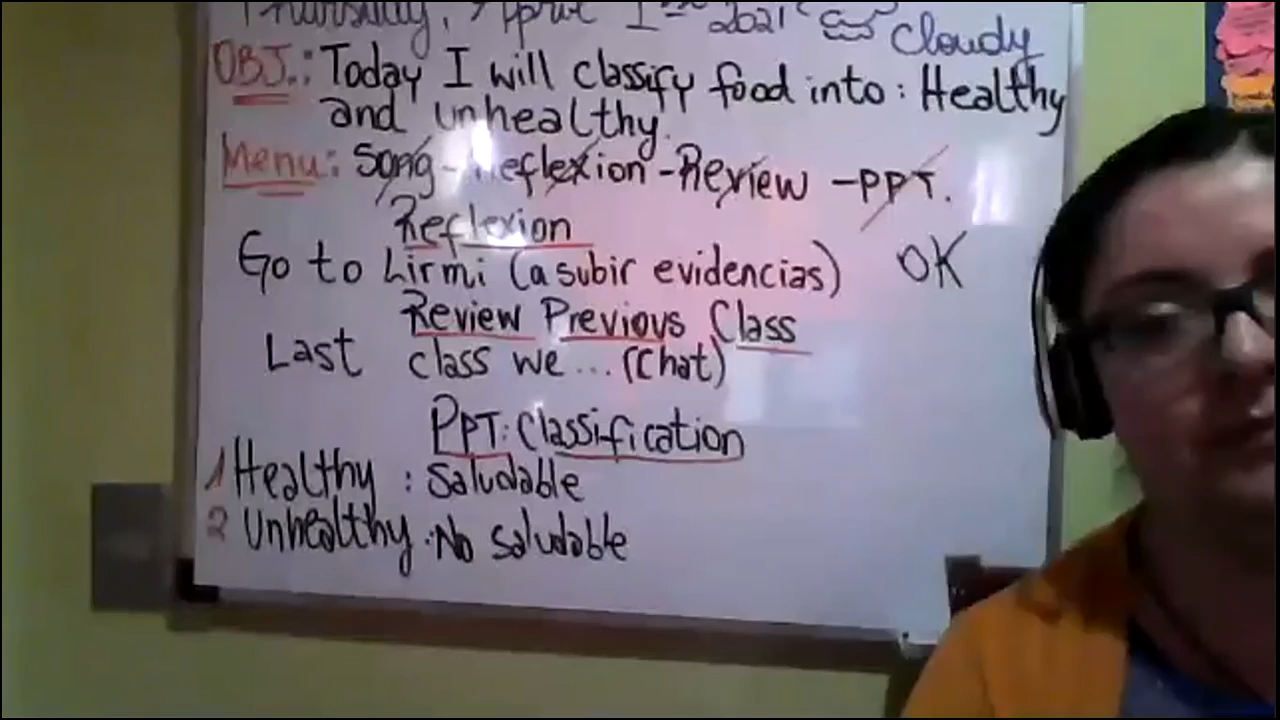 Thursday, April 1st 2021 Cloudy
OBJ.: Today I will classify food into: Healthy
and unhealthy.
Menu: Song - Reflexion - Review - PPT.
Reflexion
Go to Lirmi (a subir evidencias) OK
Review Previous Class
Last class we... (Chat)
PPT: Classification
1 Healthy : Saludable
2 Unhealthy : No saludable